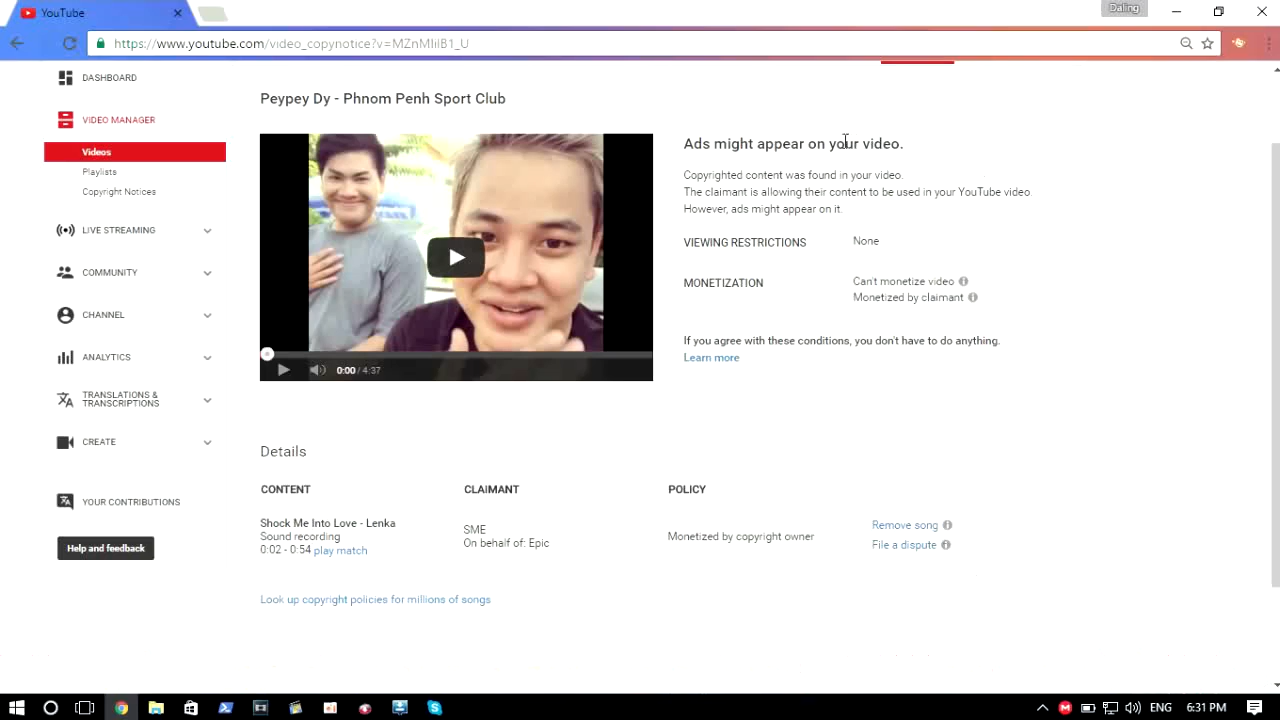 YouTube
Daling
https://www.youtube.com/video_copynotice?v=MZnMIiIB1_U
DASHBOARD
VIDEO MANAGER
Videos
Playlists
Copyright Notices
LIVE STREAMING
COMMUNITY
CHANNEL
ANALYTICS
TRANSLATIONS &
TRANSCRIPTIONS
CREATE
YOUR CONTRIBUTIONS
Help and feedback
Peypey Dy - Phnom Penh Sport Club
0:00 / 4:37
Ads might appear on your video.
Copyrighted content was found in your video.
The claimant is allowing their content to be used in your YouTube video.
However, ads might appear on it.
VIEWING RESTRICTIONS None
MONETIZATION Can't monetize video
Monetized by claimant
If you agree with these conditions, you don't have to do anything.
Learn more
Details
CONTENT CLAIMANT POLICY
Shock Me Into Love - Lenka
Sound recording
0:02 - 0:54 play match
SME
On behalf of: Epic
Monetized by copyright owner
Remove song
File a dispute
Look up copyright policies for millions of songs
ENG 6:31 PM